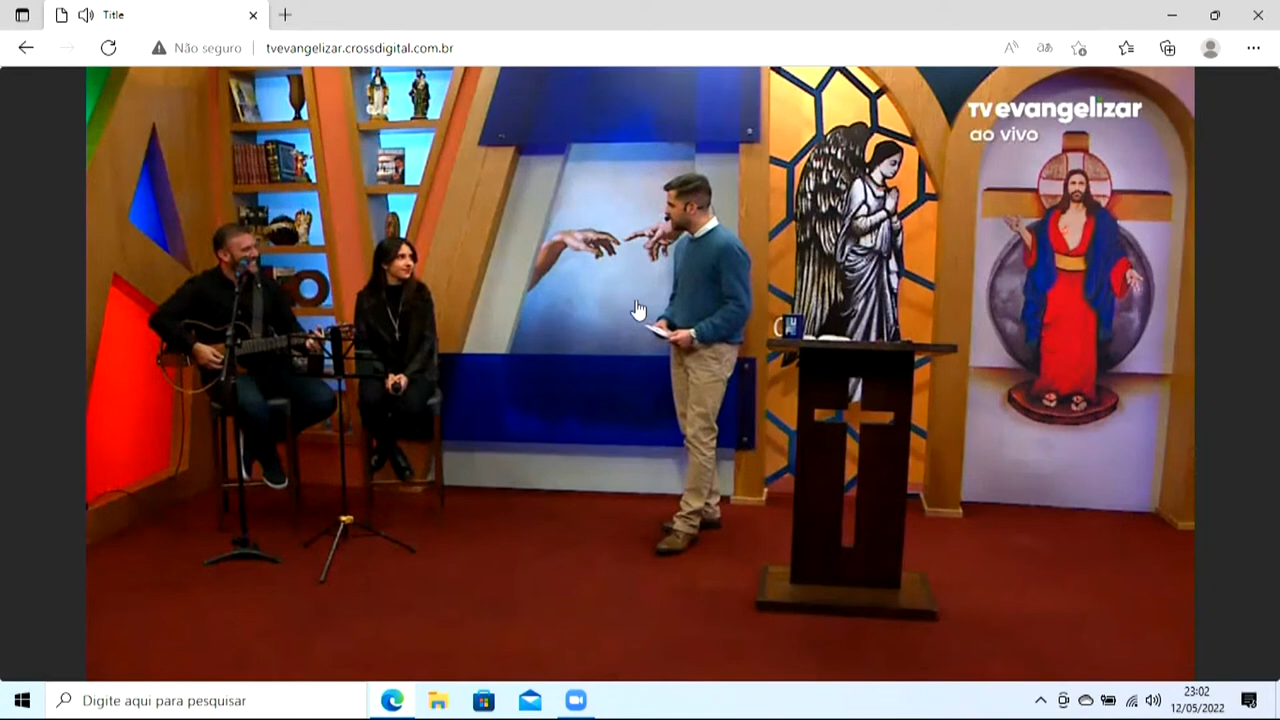 Title
Não seguro
tvevangelizar.crossdigital.com.br
TVevangelizar
ao vivo
Digite aqui para pesquisar
23:02
12/05/2022